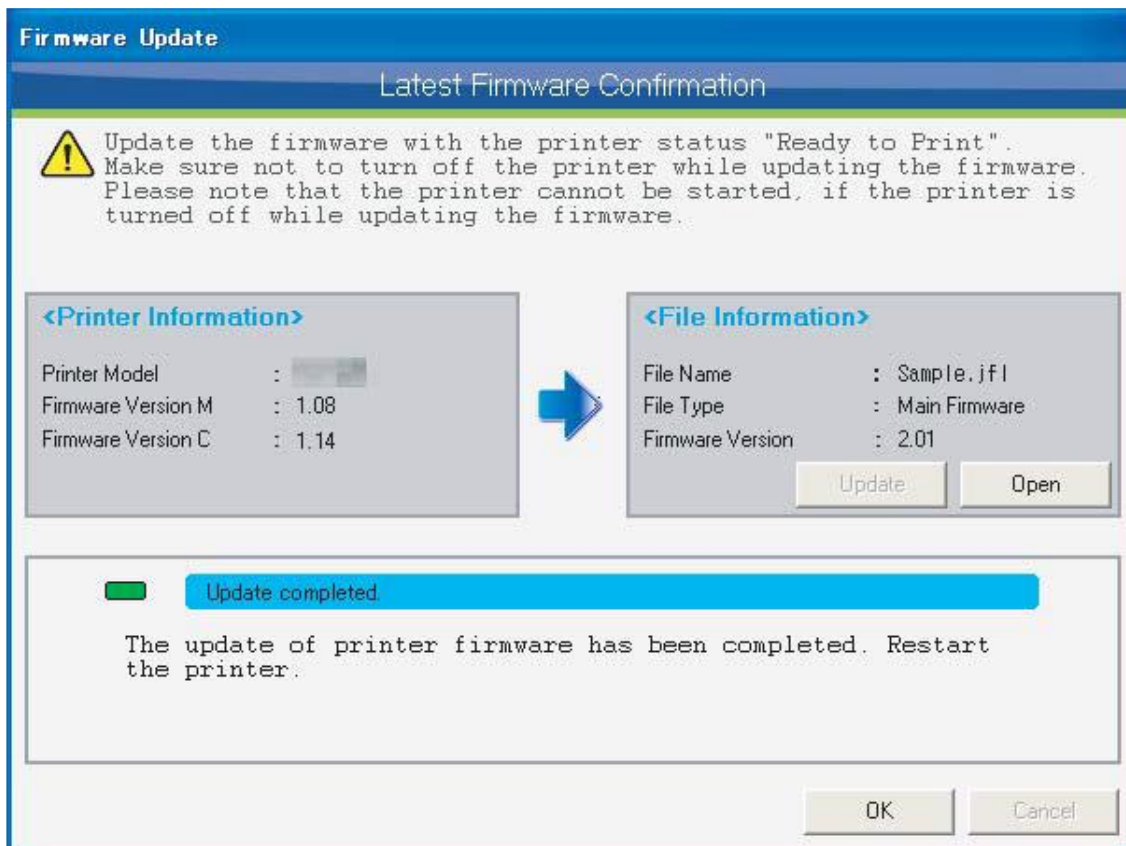 Firmware Update
Latest Firmware Confirmation
Update the firmware with the printer status "Ready to Print".
Make sure not to turn off the printer while updating the firmware.
Please note that the printer cannot be started, if the printer is
turned off while updating the firmware.
<Printer Information>
Printer Model :
Firmware Version M : 1.08
Firmware Version C : 1.14
<File Information>
File Name : Sample.jfl
File Type : Main Firmware
Firmware Version : 2.01
Update Open
Update completed.
The update of printer firmware has been completed. Restart
the printer.
OK Cancel